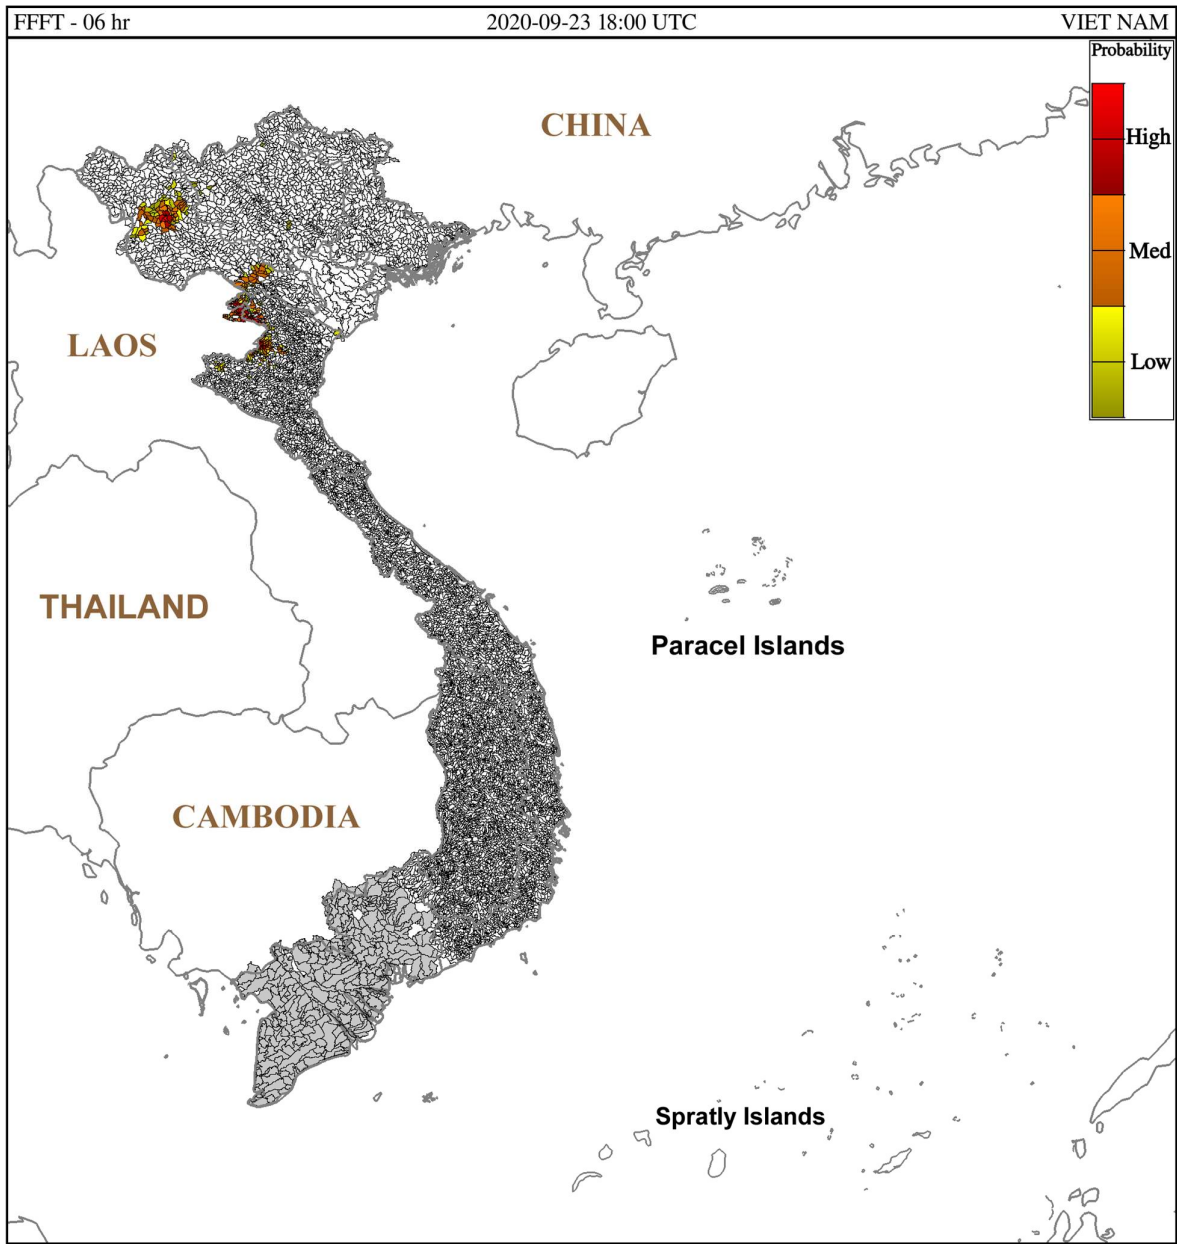 FFFT - 06 hr
2020-09-23 18:00 UTC
VIET NAM
Probability
CHINA
High
Med
LAOS
Low
THAILAND
Paracel Islands
CAMBODIA
Spratly Islands